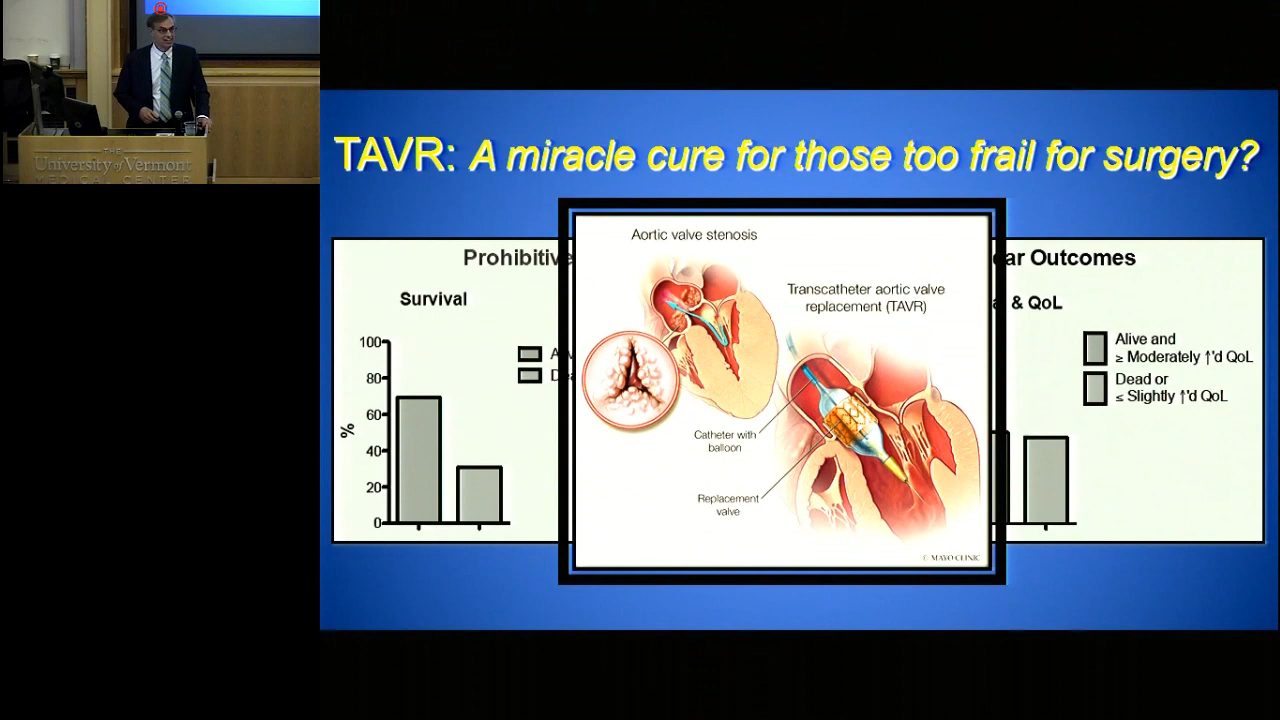 THE
University of Vermont
MEDICAL CENTER
TAVR: A miracle cure for those too frail for surgery?
Prohibitive
ar Outcomes
Survival
& QoL
100
80
60
40
20
0
%
Alive and
≥ Moderately ↑'d QoL
Dead or
≤ Slightly ↑'d QoL
Aortic valve stenosis
Transcatheter aortic valve
replacement (TAVR)
Catheter with
balloon
Replacement
valve
© MAYO CLINIC